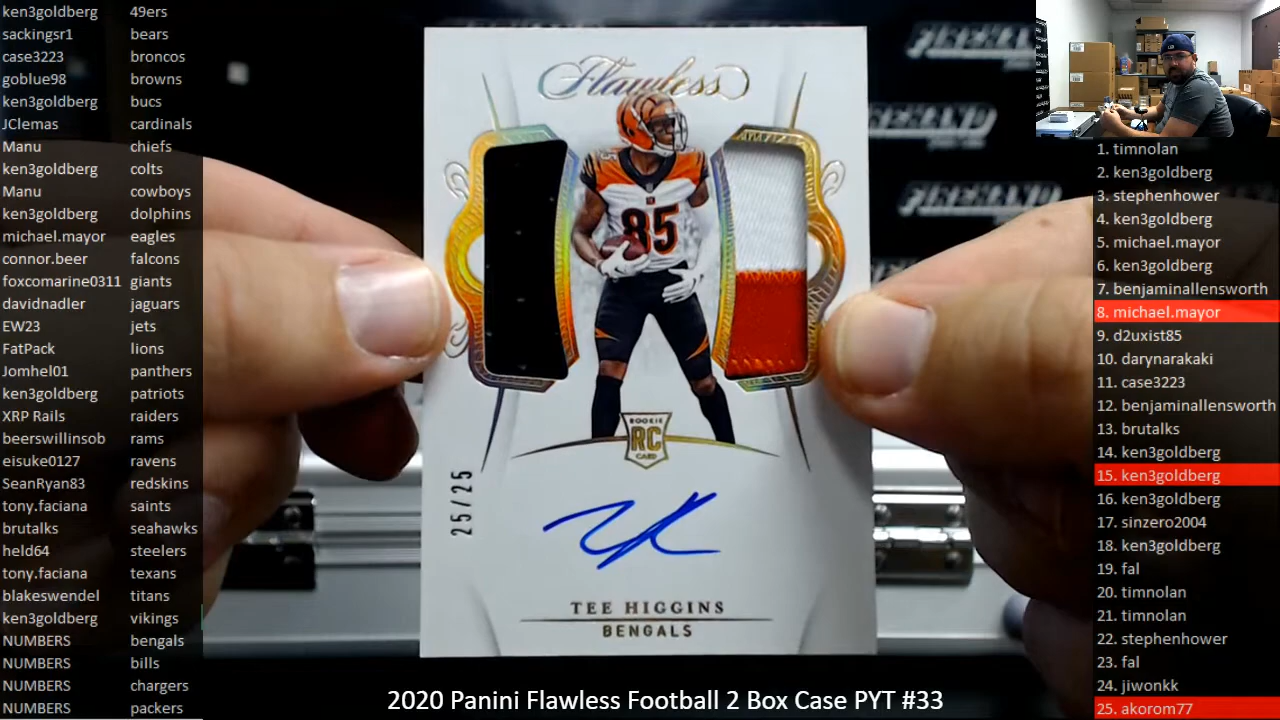 ken3goldberg 49ers
sackingsr1 bears
case3223 broncos
goblue98 browns
ken3goldberg bucs
JClemas cardinals
Manu chiefs
ken3goldberg colts
Manu cowboys
ken3goldberg dolphins
michael.mayor eagles
connor.beer falcons
foxcomarine0311 giants
davidnadler jaguars
EW23 jets
FatPack lions
Jomhel01 panthers
ken3goldberg patriots
XRP Rails raiders
beerswillinsob rams
eisuke0127 ravens
SeanRyan83 redskins
tony.faciana saints
brutalks seahawks
held64 steelers
tony.faciana texans
blakeswendel titans
ken3goldberg vikings
NUMBERS bengals
NUMBERS bills
NUMBERS chargers
NUMBERS packers
Flawless
85
85
ROOKIE
RC
CARD
25/25
TEE HIGGINS
BENGALS
2020 Panini Flawless Football 2 Box Case PYT #33
1. timnolan
2. ken3goldberg
3. stephenhower
4. ken3goldberg
5. michael.mayor
6. ken3goldberg
7. benjaminallensworth
8. michael.mayor
9. d2uxist85
10. darynarakaki
11. case3223
12. benjaminallensworth
13. brutalks
14. ken3goldberg
15. ken3goldberg
16. ken3goldberg
17. sinzero2004
18. ken3goldberg
19. fal
20. timnolan
21. timnolan
22. stephenhower
23. fal
24. jiwonkk
25. akorom77